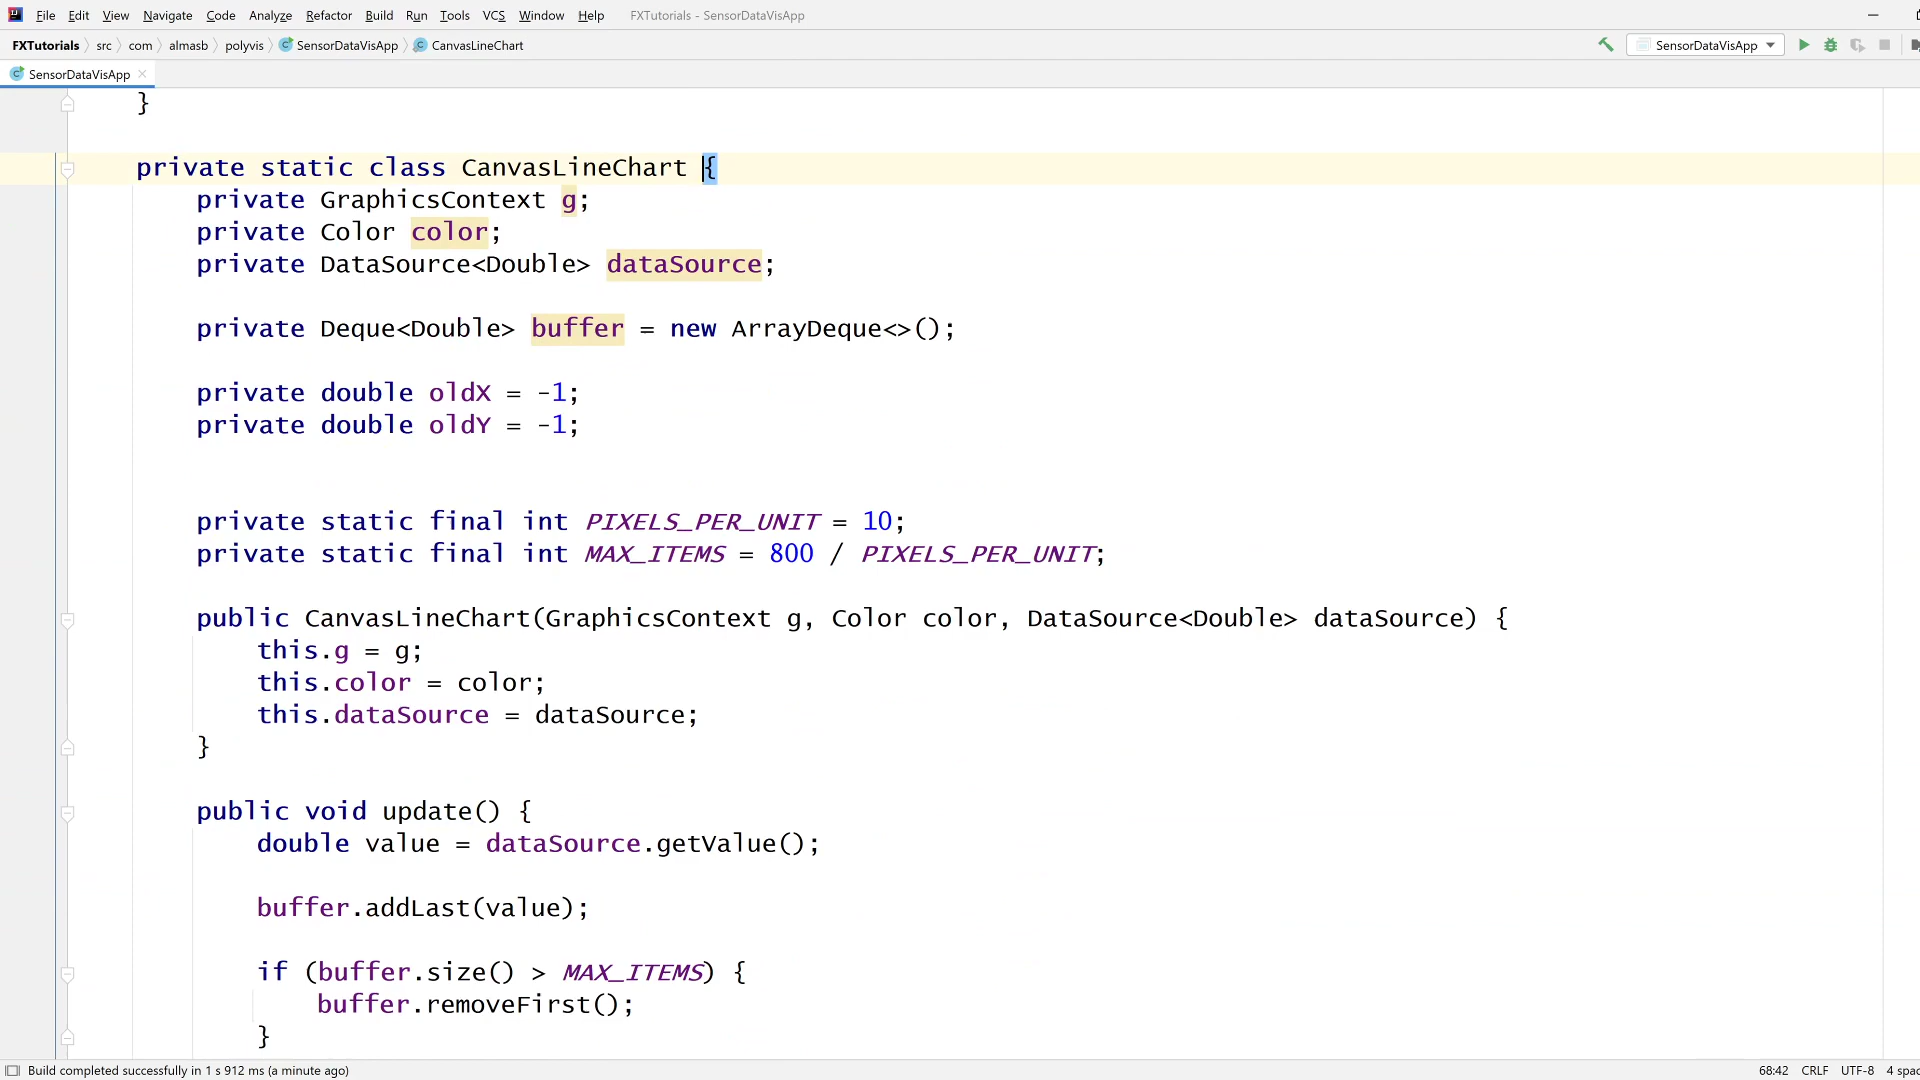 File Edit View Navigate Code Analyze Refactor Build Run Tools VCS Window Help FXTutorials - SensorDataVisApp
FXTutorials src com almasb polyvis SensorDataVisApp CanvasLineChart SensorDataVisApp
SensorDataVisApp
}
private static class CanvasLineChart {
private GraphicsContext g;
private Color color;
private DataSource<Double> dataSource;
private Deque<Double> buffer = new ArrayDeque<>();
private double oldX = -1;
private double oldY = -1;
private static final int PIXELS_PER_UNIT = 10;
private static final int MAX_ITEMS = 800 / PIXELS_PER_UNIT;
public CanvasLineChart(GraphicsContext g, Color color, DataSource<Double> dataSource) {
this.g = g;
this.color = color;
this.dataSource = dataSource;
}
public void update() {
double value = dataSource.getValue();
buffer.addLast(value);
if (buffer.size() > MAX_ITEMS) {
buffer.removeFirst();
}
Build completed successfully in 1 s 912 ms (a minute ago) 68:42 CRLF UTF-8 4 spac